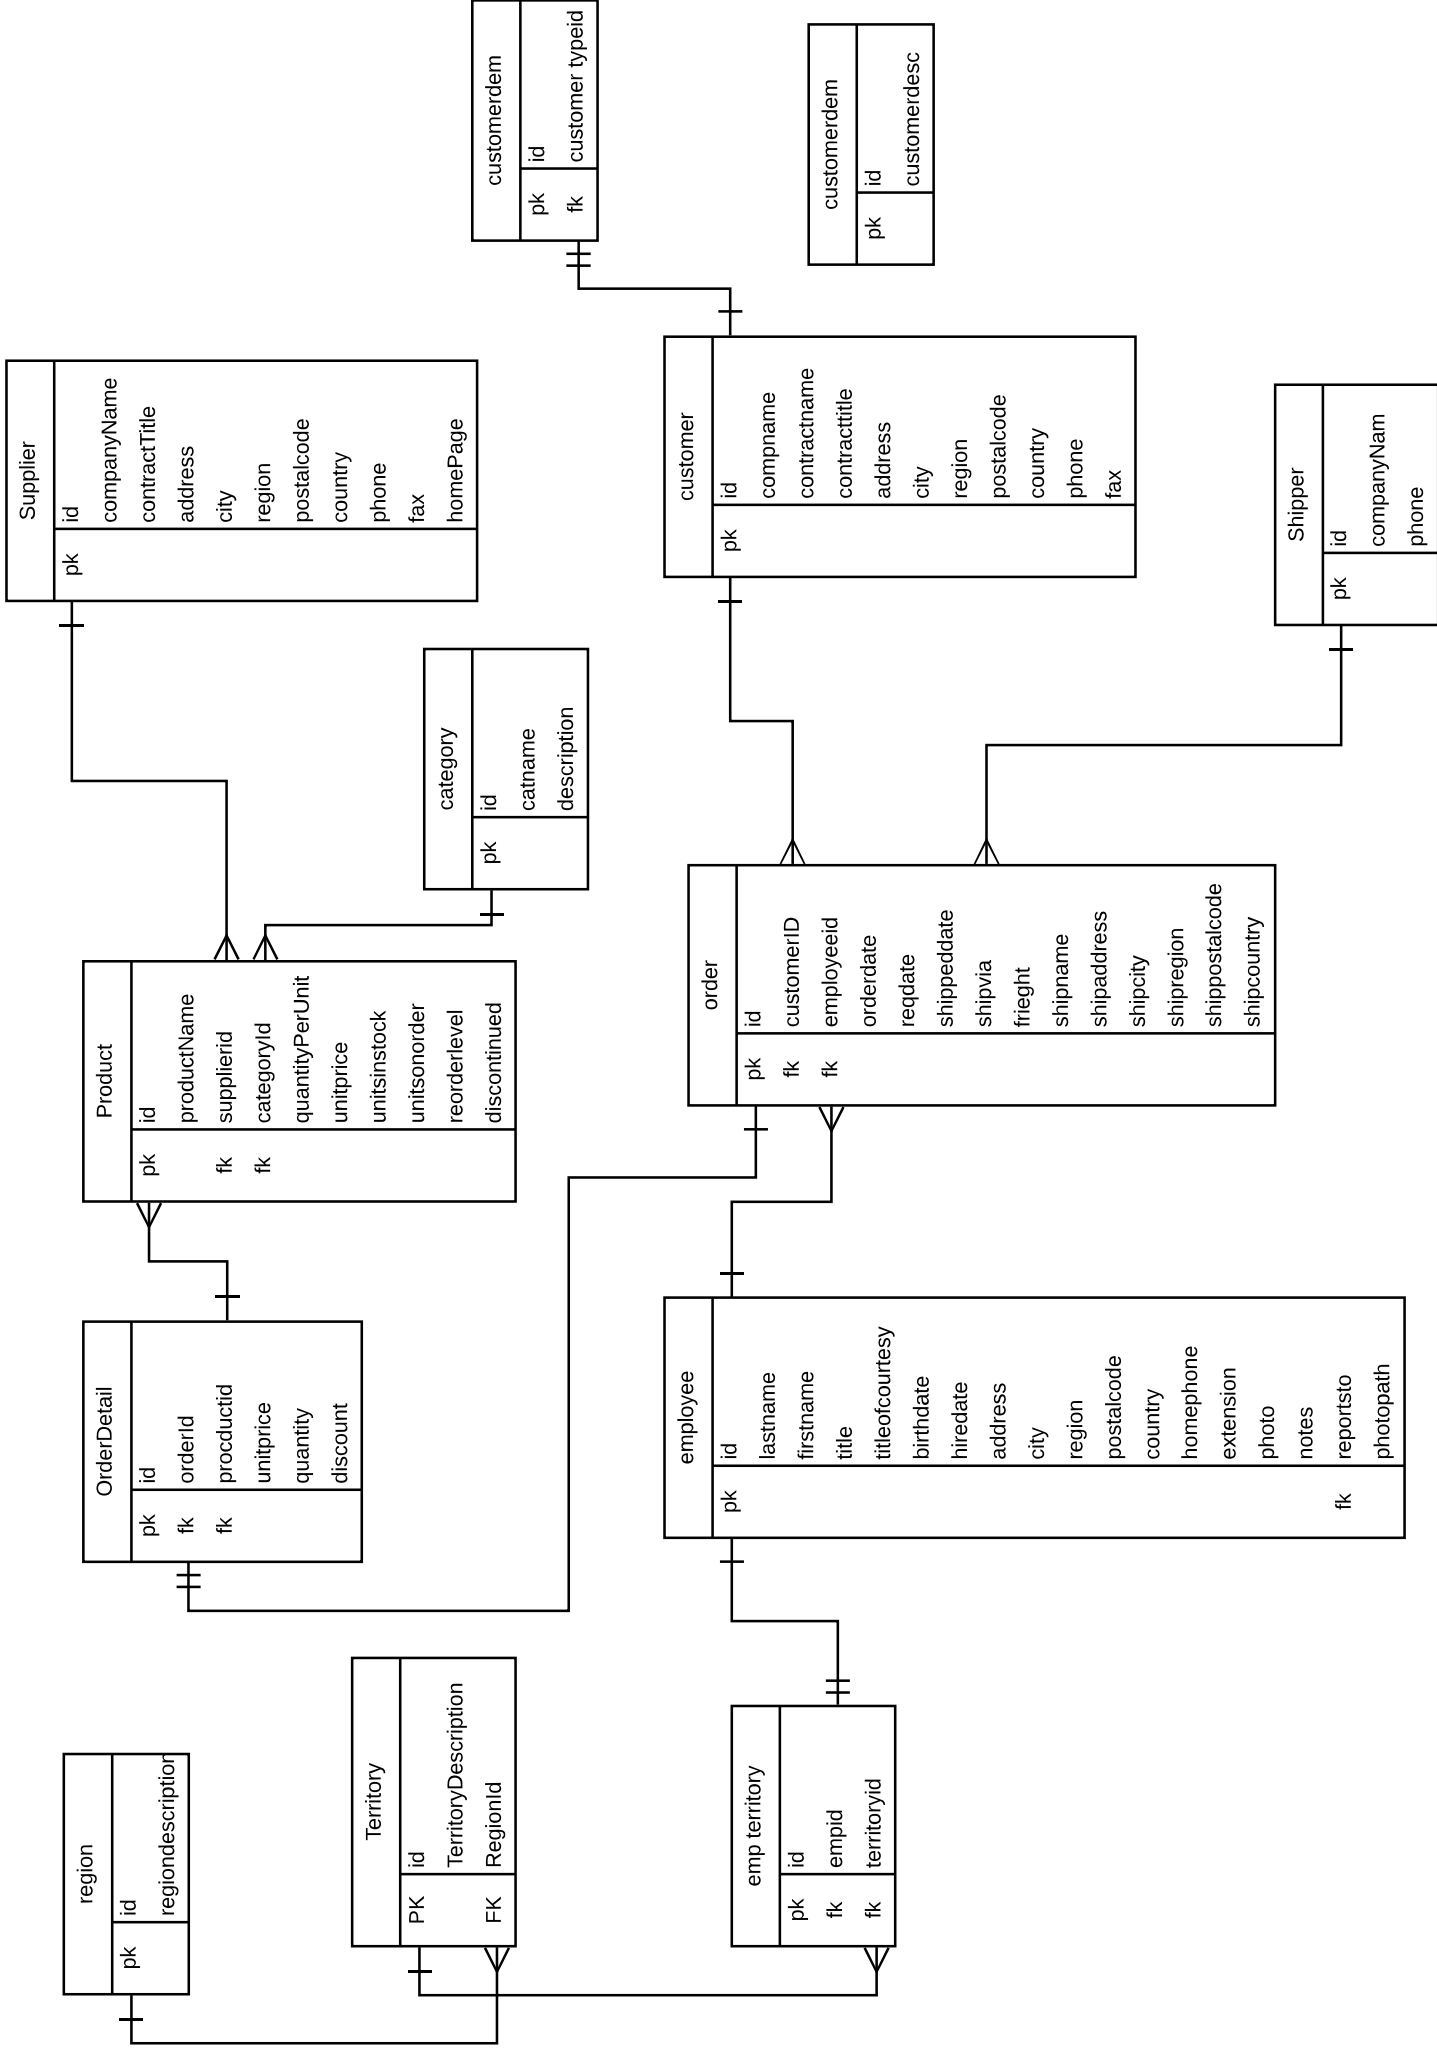 region
pk id
regiondescription
Territory
PK id
TerritoryDescription
FK RegionId
emp territory
pk id
fk empid
fk territoryid
OrderDetail
pk id
fk orderId
fk procductid
unitprice
quantity
discount
employee
pk id
lastname
firstname
title
titleofcourtesy
birthdate
hiredate
address
city
region
postalcode
country
homephone
extension
photo
notes
fk reportsto
photopath
Product
pk id
productName
fk supplierid
fk categoryId
quantityPerUnit
unitprice
unitsinstock
unitsonorder
reorderlevel
discontinued
order
pk id
fk customerID
fk employeeid
orderdate
reqdate
shippeddate
shipvia
frieght
shipname
shipaddress
shipcity
shipregion
shippostalcode
shipcountry
category
pk id
catname
description
Supplier
pk id
companyName
contractTitle
address
city
region
postalcode
country
phone
fax
homePage
customer
pk id
compname
contractname
contracttitle
address
city
region
postalcode
country
phone
fax
Shipper
pk id
companyNam
phone
customerdem
pk id
fk customer typeid
customerdem
pk id
customerdesc